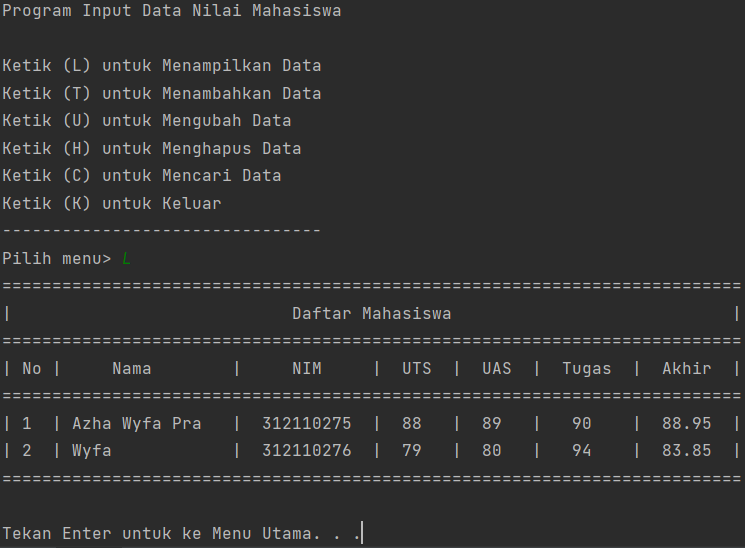 Program Input Data Nilai Mahasiswa
Ketik (L) untuk Menampilkan Data
Ketik (T) untuk Menambahkan Data
Ketik (U) untuk Mengubah Data
Ketik (H) untuk Menghapus Data
Ketik (C) untuk Mencari Data
Ketik (K) untuk Keluar
--------------------------------
Pilih menu> L
==========================================================================
|                            Daftar Mahasiswa                            |
==========================================================================
| No |     Nama        |     NIM     |  UTS  |  UAS  |  Tugas  |  Akhir  |
==========================================================================
| 1  | Azha Wyfa Pra   |  312110275  |  88   |  89   |   90    |  88.95  |
| 2  | Wyfa            |  312110276  |  79   |  80   |   94    |  83.85  |
==========================================================================
Tekan Enter untuk ke Menu Utama. . .